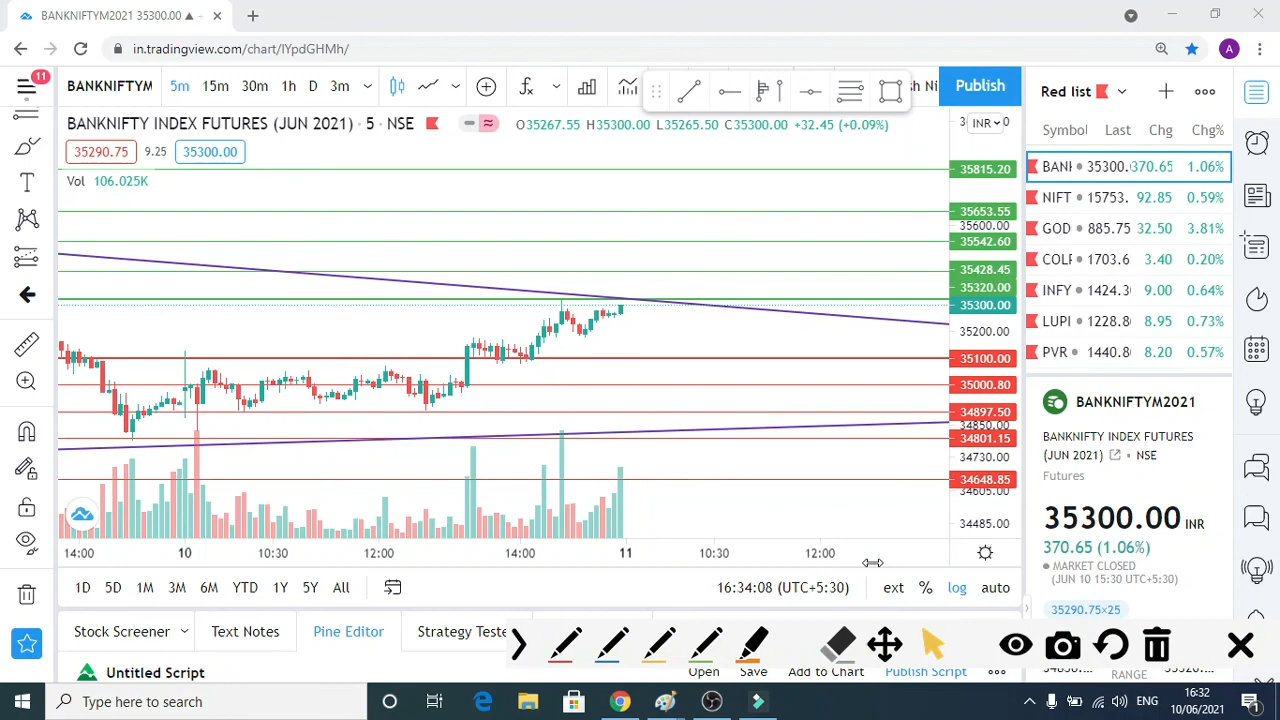 BANKNIFTYM2021 35300.00 ▲
in.tradingview.com/chart/IYpdGHMh/
A
11
BANKNIFTYM 5m 15m 30m 1h D 3m
Publish
Red list
BANKNIFTY INDEX FUTURES (JUN 2021) · 5 · NSE
O35267.55 H35300.00 L35265.50 C35300.00 +32.45 (+0.09%)
INR
Symbol Last Chg Chg%
35290.75 9.25 35300.00
Vol 106.025K
35815.20
35653.55
35600.00
35542.60
35428.45
35320.00
35300.00
35200.00
35100.00
35000.80
34897.50
34850.00
34801.15
34730.00
34648.85
34605.00
34485.00
BANI 35300. 370.65 1.06%
NIFT 15753. 92.85 0.59%
GOD 885.75 32.50 3.81%
COLF 1703.6 3.40 0.20%
INFY 1424.3 9.00 0.64%
LUPI 1228.8 8.95 0.73%
PVR 1440.8 8.20 0.57%
BANKNIFTYM2021
BANKNIFTY INDEX FUTURES
(JUN 2021) • NSE
Futures
35300.00 INR
370.65 (1.06%)
MARKET CLOSED
(JUN 10 15:30 UTC+5:30)
35290.75×25
RANGE
14:00 10 10:30 12:00 14:00 11 10:30 12:00
1D 5D 1M 3M 6M YTD 1Y 5Y All
16:34:08 (UTC+5:30) ext % log auto
Stock Screener Text Notes Pine Editor Strategy Teste
Untitled Script
Open Save Add to Chart Publish Script
Type here to search
ENG
16:32
10/06/2021
1